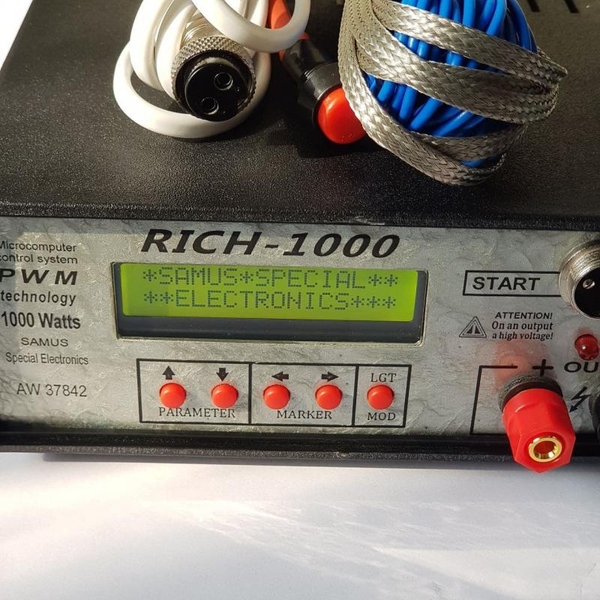 Microcomputer
control system
PWM
technology
1000 Watts
SAMUS
Special Electronics
AW 37842
RICH-1000
*SAMUS*SPECIAL**
**ELECTRONICS***
PARAMETER
MARKER
LGT
MOD
START
ATTENTION!
On an output
a high voltage!
+ OU